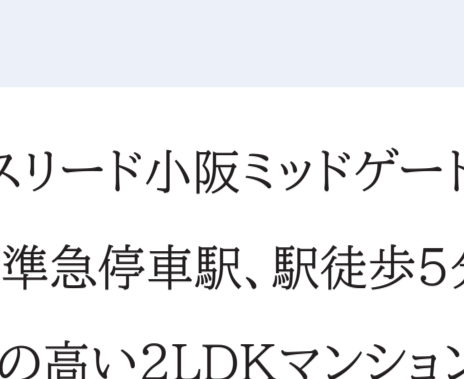 スリード小阪ミッドゲート
準急停車駅、駅徒歩5分
の高い2LDKマンション